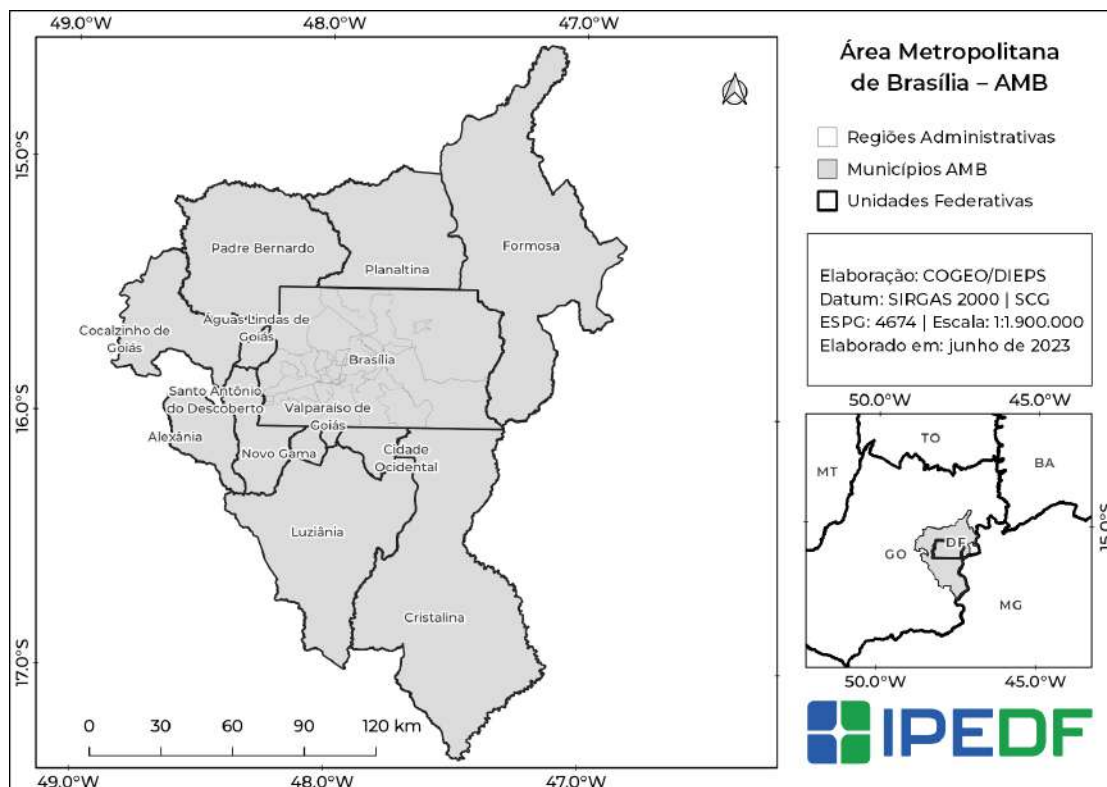 49.0°W
48.0°W
47.0°W
15.0°S
16.0°S
17.0°S
Padre Bernardo
Planaltina
Formosa
Cocalzinho de
Goiás
Águas Lindas de
Goiás
Brasília
Santo Antônio
do Descoberto
Alexânia
Valparaíso de
Goiás
Novo Gama
Cidade
Ocidental
Luziânia
Cristalina
0 30 60 90 120 km
49.0°W
48.0°W
47.0°W
Área Metropolitana
de Brasília – AMB
Regiões Administrativas
Municípios AMB
Unidades Federativas
Elaboração: COGEO/DIEPS
Datum: SIRGAS 2000 | SCG
ESPG: 4674 | Escala: 1:1.900.000
Elaborado em: junho de 2023
50.0°W
45.0°W
TO
MT
BA
15.0°S
GO
DF
MG
50.0°W
45.0°W
IPEDF